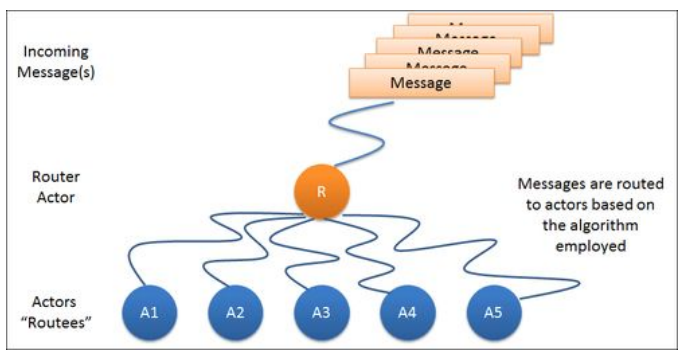 Incoming
Message(s)
Message
Message
Message
Message
Message
Router
Actor
R
Messages are routed
to actors based on
the algorithm
employed
Actors
“Routees”
A1
A2
A3
A4
A5